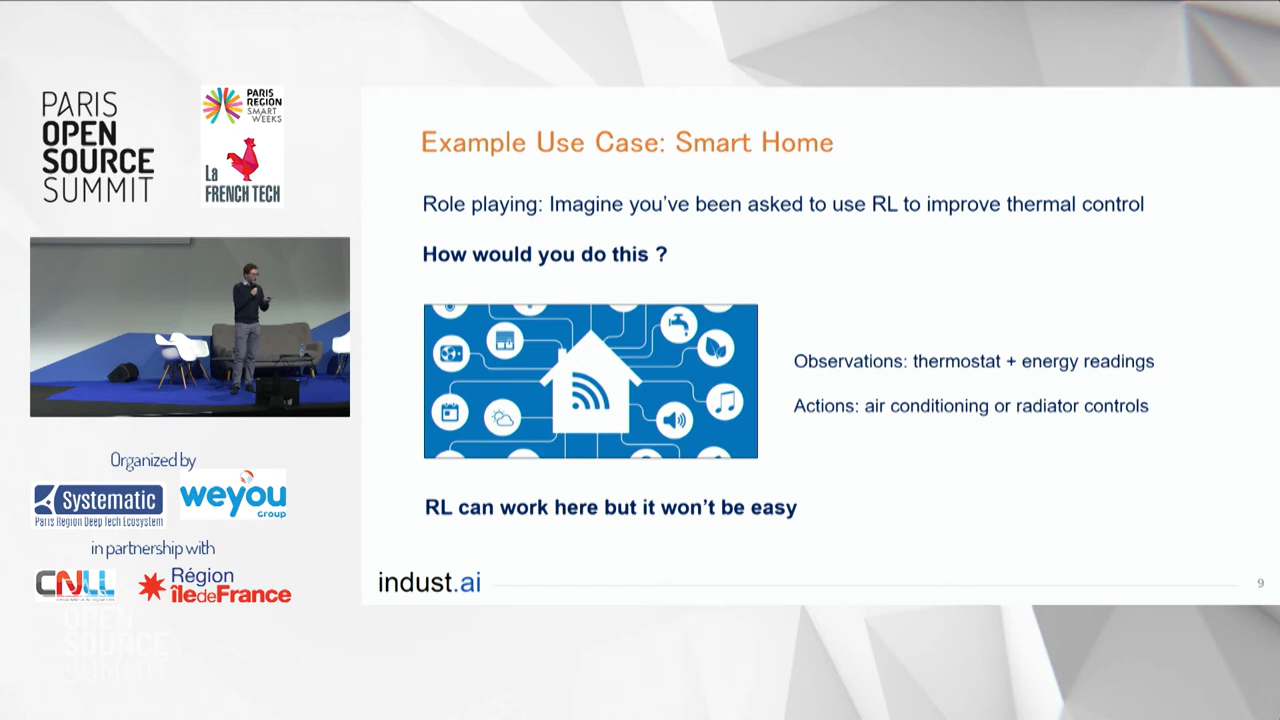 PARIS
OPEN
SOURCE
SUMMIT
PARIS
REGION
SMART
WEEKS
La
FRENCH TECH
Example Use Case: Smart Home
Role playing: Imagine you've been asked to use RL to improve thermal control
How would you do this ?
Observations: thermostat + energy readings
Actions: air conditioning or radiator controls
RL can work here but it won't be easy
indust.ai
9
Organized by
Systematic
Paris Region Deep Tech Ecosystem
weyou
Group
in partnership with
CNLL
Région
îledeFrance
OPEN
SOURCE
SUMMIT